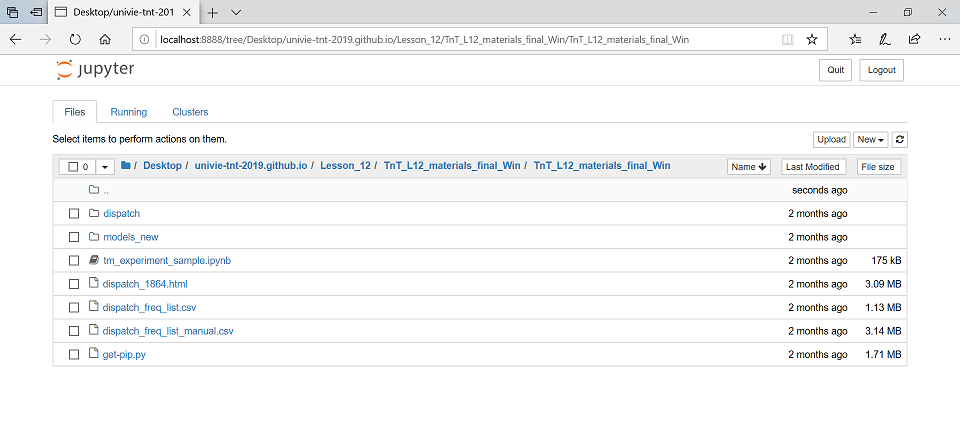 Desktop/univie-tnt-201
localhost:8888/tree/Desktop/univie-tnt-2019.github.io/Lesson_12/TnT_L12_materials_final_Win/TnT_L12_materials_final_Win
jupyter Quit Logout
Files Running Clusters
Select items to perform actions on them. Upload New
0 / Desktop / univie-tnt-2019.github.io / Lesson_12 / TnT_L12_materials_final_Win / TnT_L12_materials_final_Win Name Last Modified File size
.. seconds ago
dispatch 2 months ago
models_new 2 months ago
tm_experiment_sample.ipynb 2 months ago 175 kB
dispatch_1864.html 2 months ago 3.09 MB
dispatch_freq_list.csv 2 months ago 1.13 MB
dispatch_freq_list_manual.csv 2 months ago 3.14 MB
get-pip.py 2 months ago 1.71 MB